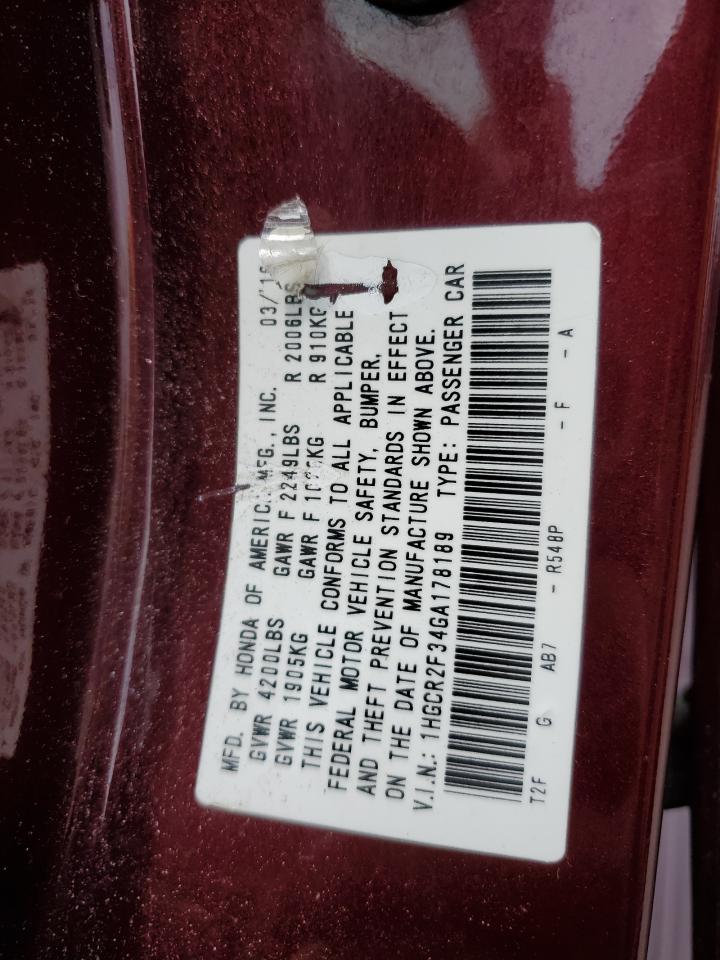 MFD. BY HONDA OF AMERICA MFG., INC. 03/'16
GVWR 4200LBS GAWR F 2249LBS R 2006LBS
GVWR 1905KG GAWR F R 910KG
THIS VEHICLE CONFORMS TO ALL APPLICABLE
FEDERAL MOTOR VEHICLE SAFETY, BUMPER,
AND THEFT PREVENTION STANDARDS IN EFFECT
ON THE DATE OF MANUFACTURE SHOWN ABOVE.
V.I.N.: 1HGCR2F34GA178189 TYPE: PASSENGER CAR
T2F G AB7 - R548P - F - A